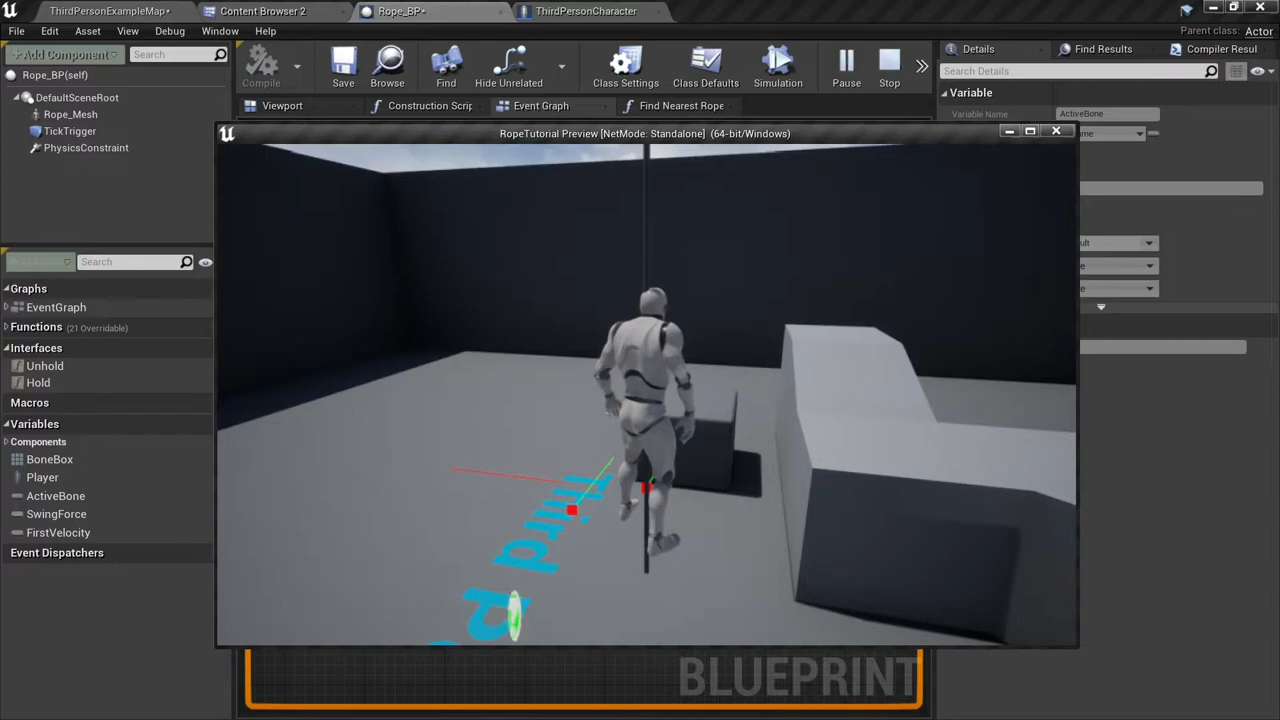 ThirdPersonExampleMap•
Content Browser 2
Rope_BP•
ThirdPersonCharacter
File
Edit
Asset
View
Debug
Window
Help
Parent class: Actor
+Add Component
Search
Compile
Save
Browse
Find
Hide Unrelated
Class Settings
Class Defaults
Simulation
Pause
Stop
Details
Find Results
Compiler Resul
Search Details
Rope_BP(self)
DefaultSceneRoot
Rope_Mesh
TickTrigger
PhysicsConstraint
Viewport
Construction Scrip
Event Graph
Find Nearest Rope
Variable
Variable Name
ActiveBone
RopeTutorial Preview [NetMode: Standalone] (64-bit/Windows)
Search
Graphs
EventGraph
Functions (21 Overridable)
Interfaces
Unhold
Hold
Macros
Variables
Components
BoneBox
Player
ActiveBone
SwingForce
FirstVelocity
Event Dispatchers
Third P
BLUEPRINT